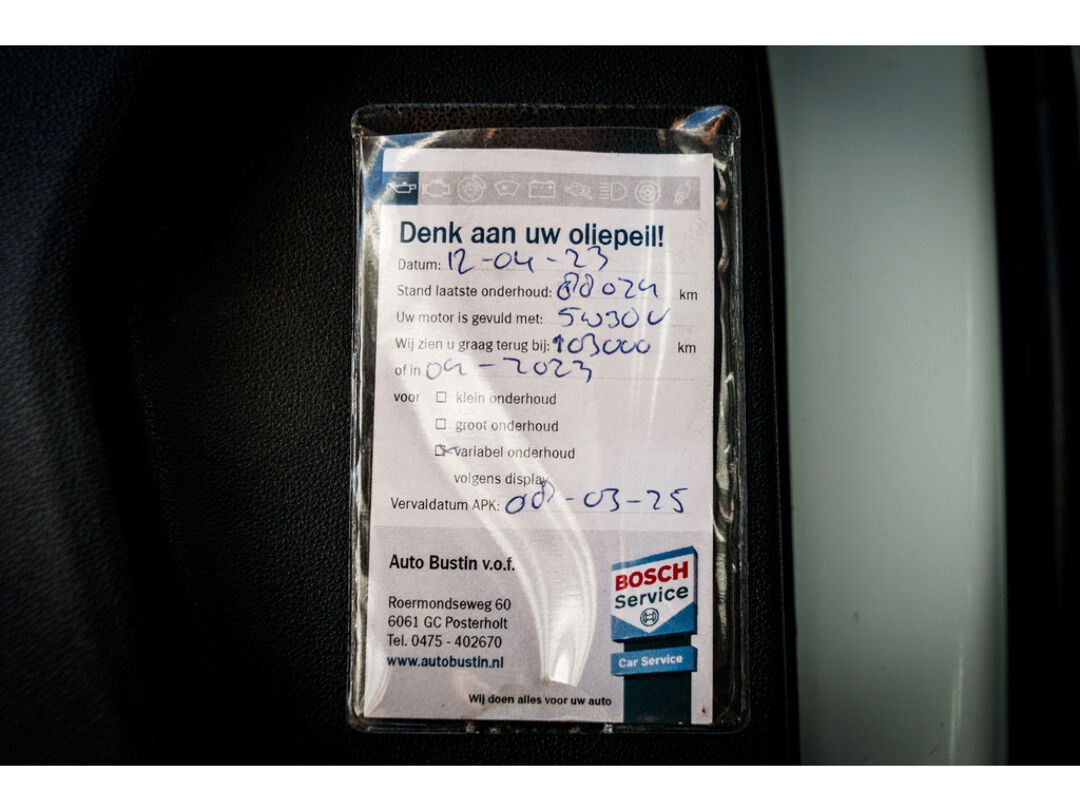 Denk aan uw oliepeil!
Datum: 12-04-23
Stand laatste onderhoud: 88024 km
Uw motor is gevuld met: 5W30V
Wij zien u graag terug bij: 103000 km
of in 04-2023
voor klein onderhoud
groot onderhoud
variabel onderhoud
volgens display
Vervaldatum APK: 08-03-25
Auto Bustin v.o.f.
Roermondseweg 60
6061 GC Posterholt
Tel. 0475 - 402670
www.autobustin.nl
BOSCH
Service
Car Service
Wij doen alles voor uw auto